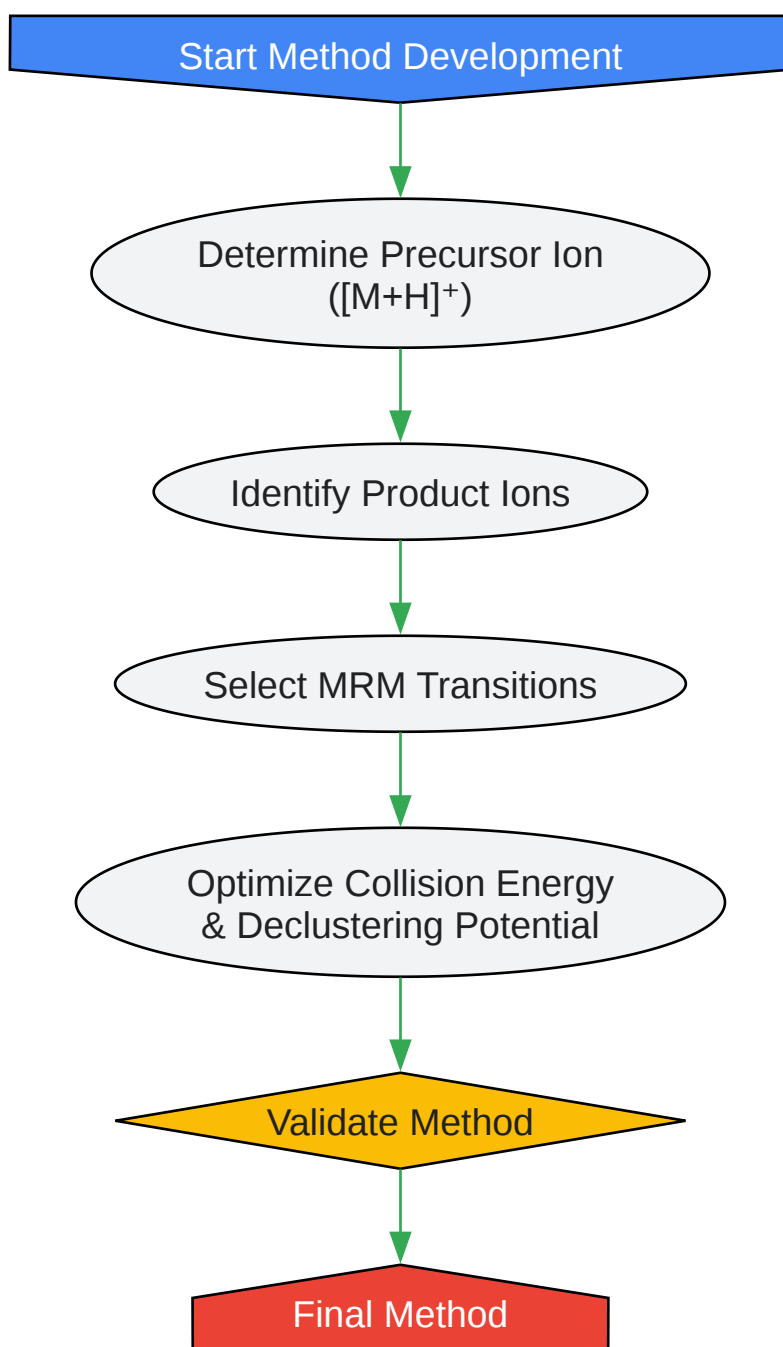 Start Method Development
Determine Precursor Ion
([M+H]⁺)
Identify Product Ions
Select MRM Transitions
Optimize Collision Energy
& Declustering Potential
Validate Method
Final Method